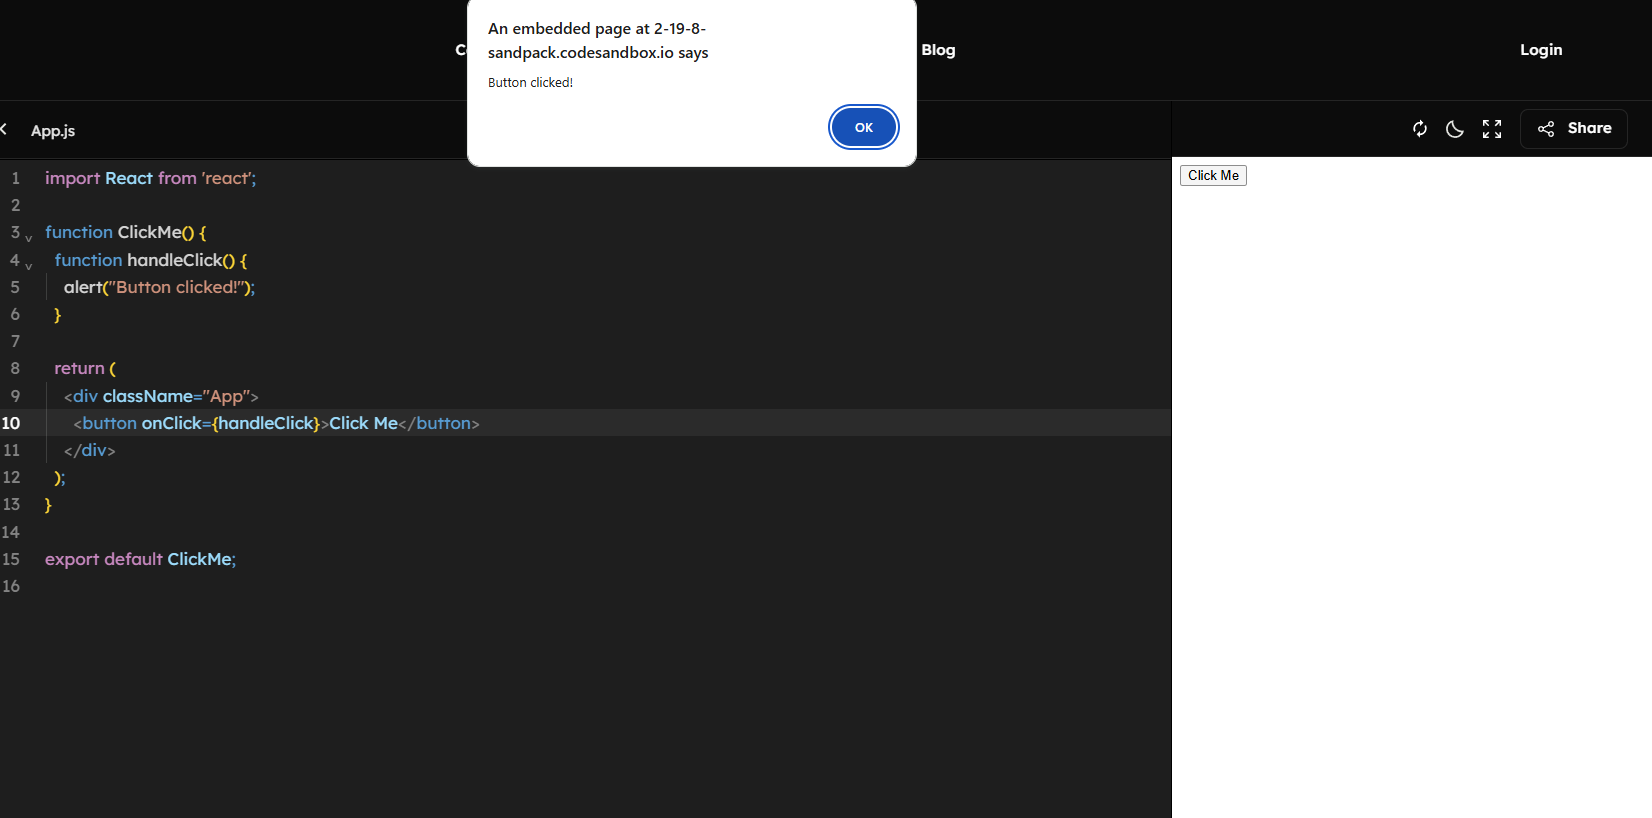 An embedded page at 2-19-8-
sandpack.codesandbox.io says
Button clicked!
OK
Blog
Login
App.js
Share
1 import React from 'react';
2
3 function ClickMe() {
4 function handleClick() {
5 alert("Button clicked!");
6 }
7
8 return (
9 <div className="App">
10 <button onClick={handleClick}>Click Me</button>
11 </div>
12 );
13 }
14
15 export default ClickMe;
16
Click Me